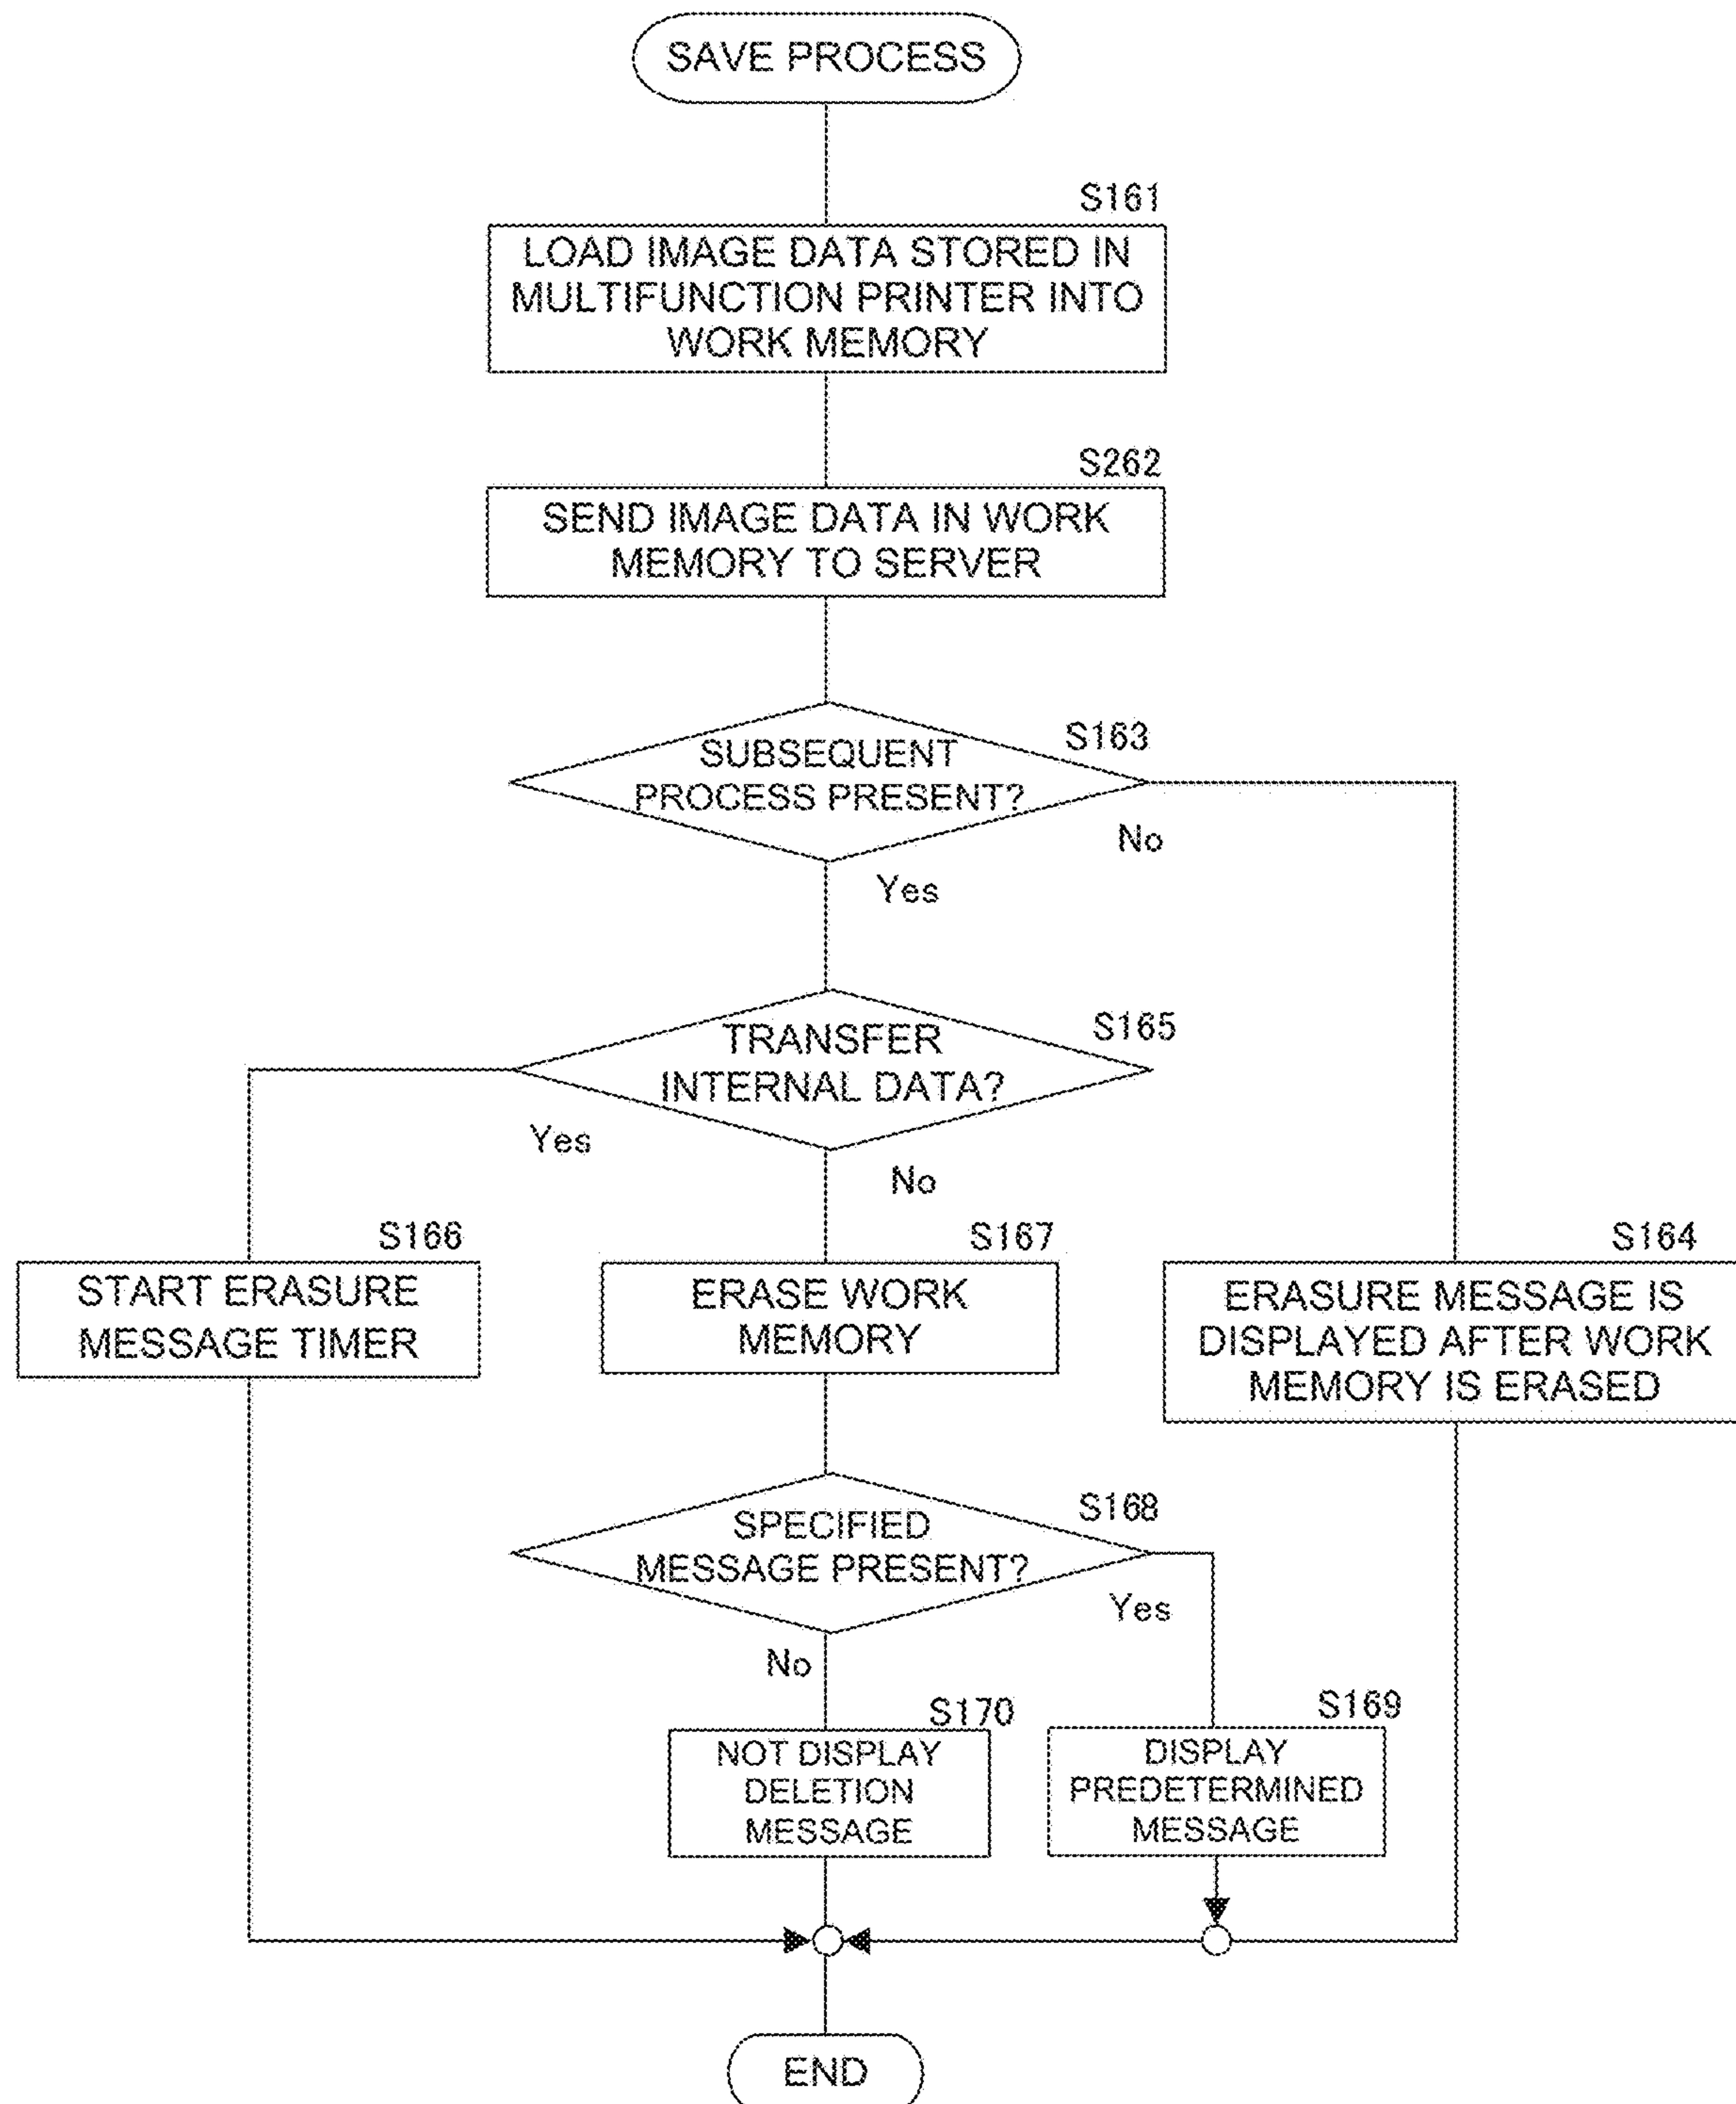 SAVE PROCESS
S161
LOAD IMAGE DATA STORED IN
MULTIFUNCTION PRINTER INTO
WORK MEMORY
S262
SEND IMAGE DATA IN WORK
MEMORY TO SERVER
S163
SUBSEQUENT
PROCESS PRESENT?
No
Yes
S165
TRANSFER
INTERNAL DATA?
Yes
No
S166
START ERASURE
MESSAGE TIMER
S167
ERASE WORK
MEMORY
S164
ERASURE MESSAGE IS
DISPLAYED AFTER WORK
MEMORY IS ERASED
S168
SPECIFIED
MESSAGE PRESENT?
Yes
No
S170
NOT DISPLAY
DELETION
MESSAGE
S169
DISPLAY
PREDETERMINED
MESSAGE
END